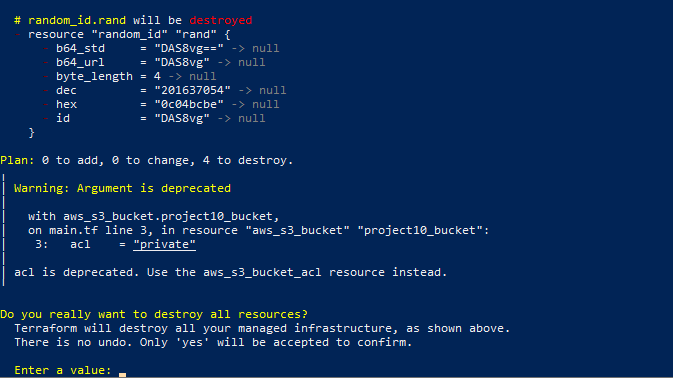 # random_id.rand will be destroyed
- resource "random_id" "rand" {
- b64_std = "DAS8vg==" -> null
- b64_url = "DAS8vg" -> null
- byte_length = 4 -> null
- dec = "201637054" -> null
- hex = "0c04bcbe" -> null
- id = "DAS8vg" -> null
}
Plan: 0 to add, 0 to change, 4 to destroy.
Warning: Argument is deprecated
with aws_s3_bucket.project10_bucket,
on main.tf line 3, in resource "aws_s3_bucket" "project10_bucket":
3: acl = "private"
acl is deprecated. Use the aws_s3_bucket_acl resource instead.
Do you really want to destroy all resources?
Terraform will destroy all your managed infrastructure, as shown above.
There is no undo. Only 'yes' will be accepted to confirm.
Enter a value: